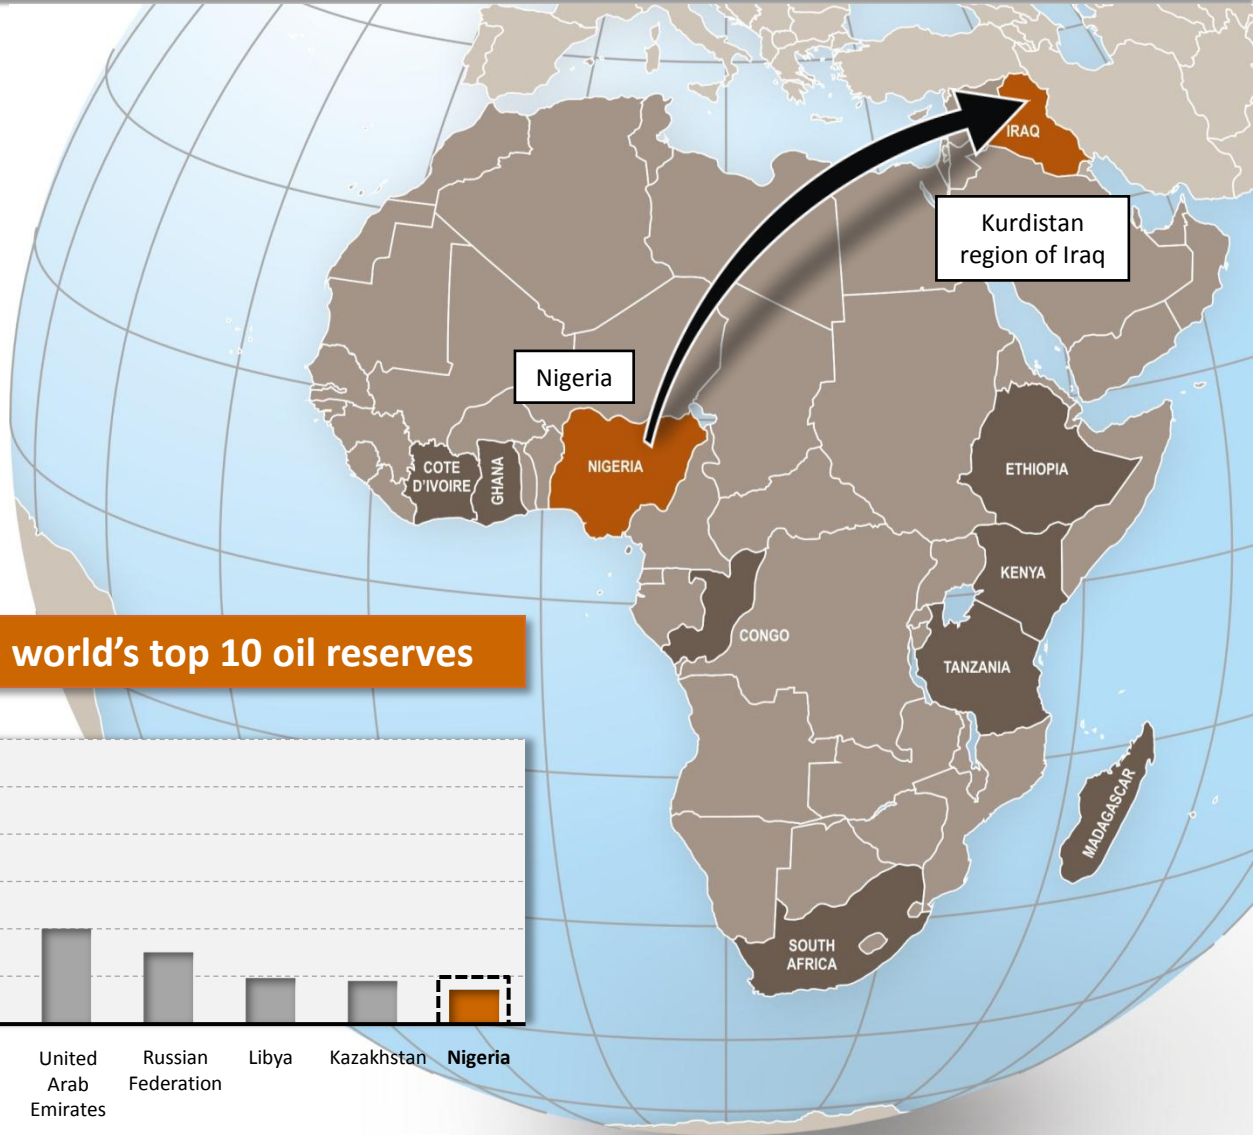 IRAQ
Kurdistan
region of Iraq
Nigeria
NIGERIA
COTE
D'IVOIRE
GHANA
ETHIOPIA
KENYA
CONGO
TANZANIA
MADAGASCAR
SOUTH
AFRICA
world's top 10 oil reserves
United
Arab
Emirates
Russian
Federation
Libya
Kazakhstan
Nigeria